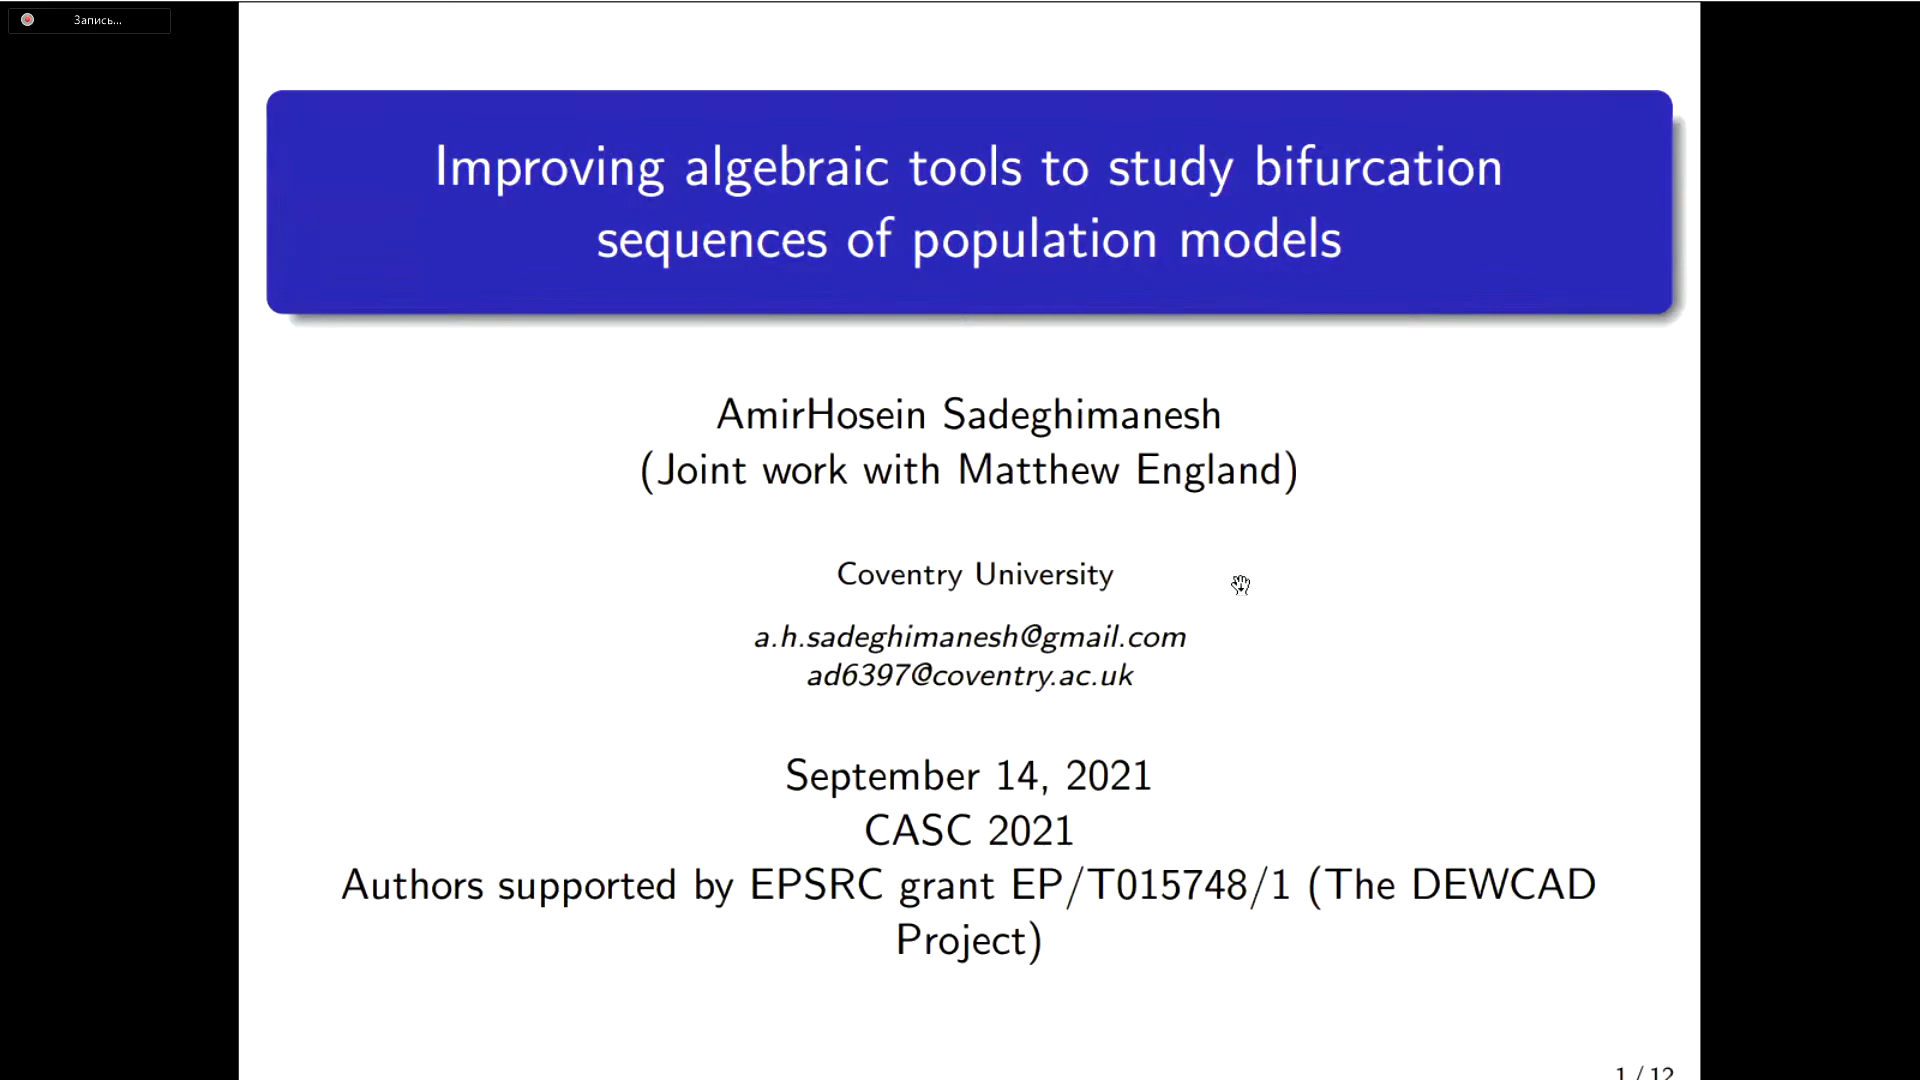 Запись...
Improving algebraic tools to study bifurcation
sequences of population models
AmirHosein Sadeghimanesh
(Joint work with Matthew England)
Coventry University
a.h.sadeghimanesh@gmail.com
ad6397@coventry.ac.uk
September 14, 2021
CASC 2021
Authors supported by EPSRC grant EP/T015748/1 (The DEWCAD
Project)
1 / 12